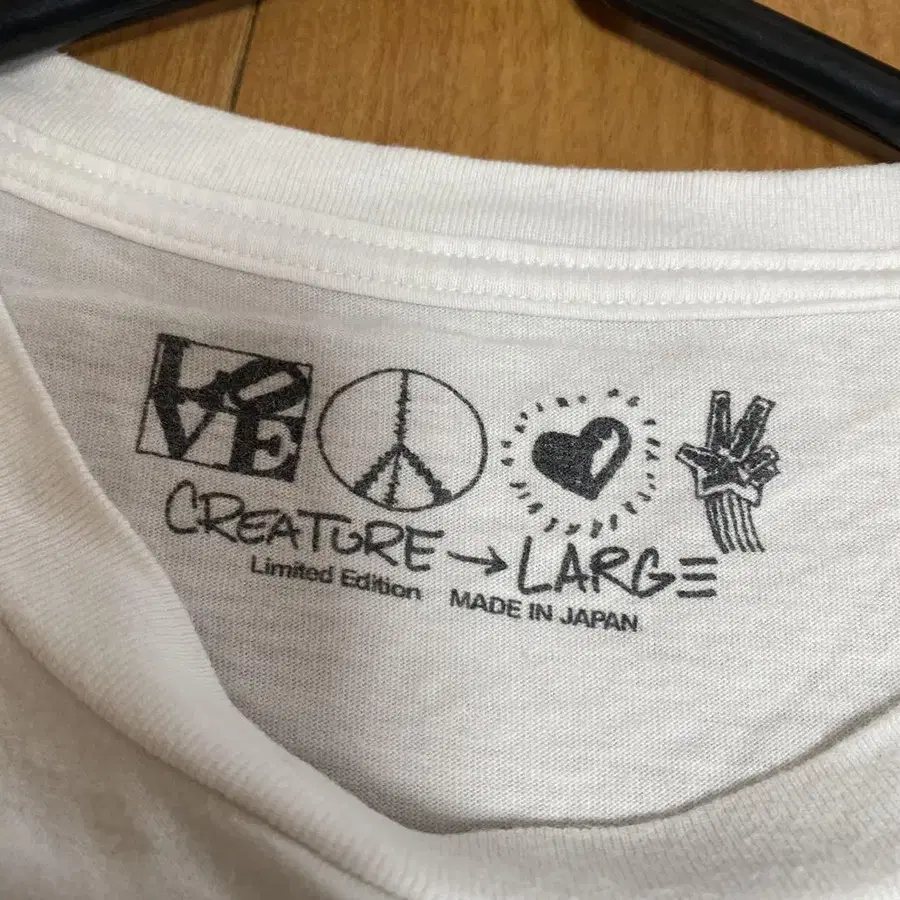 LOVE
CREATURE → LARGE
Limited Edition MADE IN JAPAN